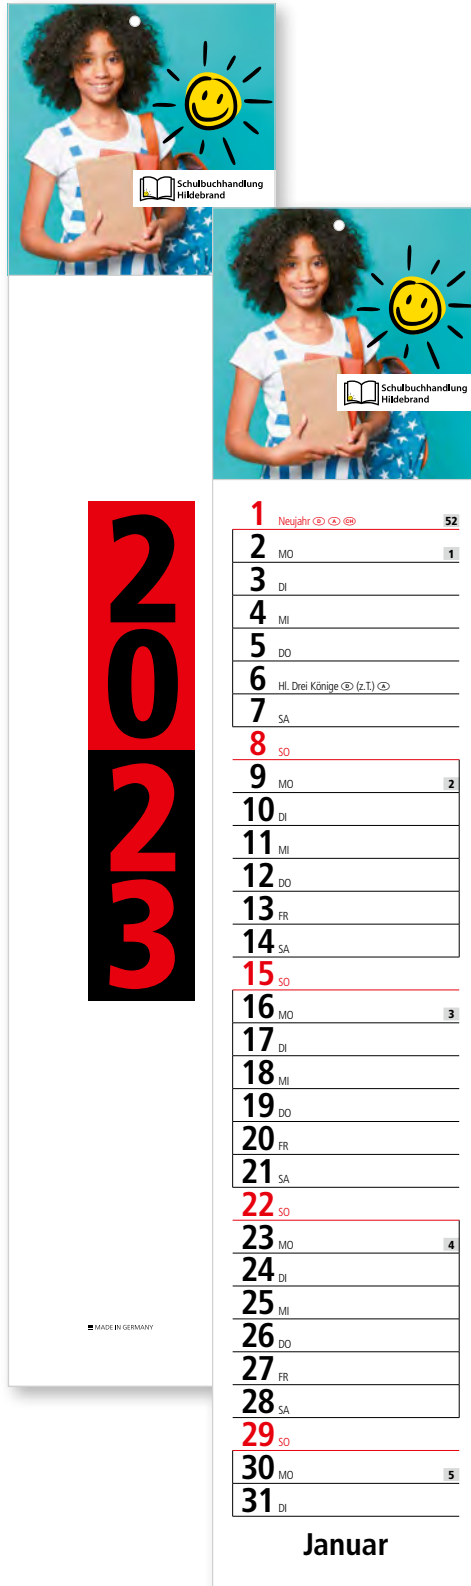 Schulbuchhandlung
Hildebrand
2
0
2
3
MADE IN GERMANY
Schulbuchhandlung
Hildebrand
1 Neujahr D A CH 52
2 MO 1
3 DI
4 MI
5 DO
6 Hl. Drei Könige D (z.T.) A
7 SA
8 SO
9 MO 2
10 DI
11 MI
12 DO
13 FR
14 SA
15 SO
16 MO 3
17 DI
18 MI
19 DO
20 FR
21 SA
22 SO
23 MO 4
24 DI
25 MI
26 DO
27 FR
28 SA
29 SO
30 MO 5
31 DI
Januar